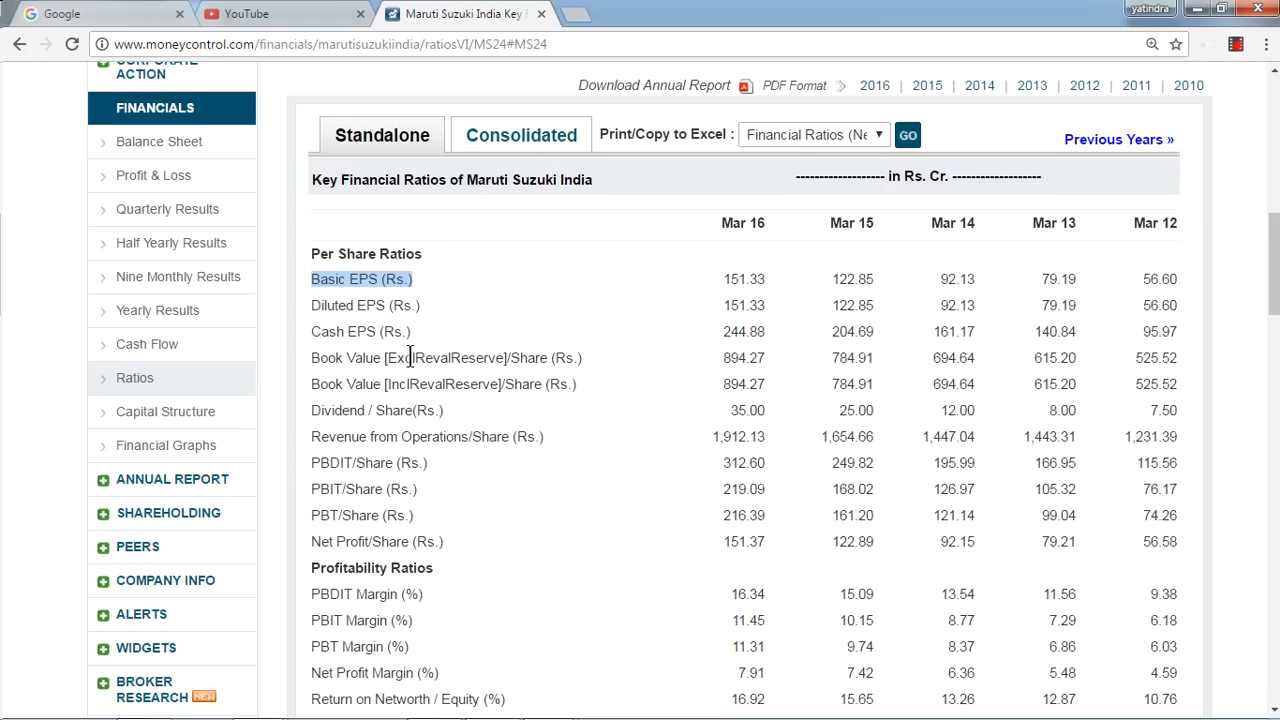 Google
YouTube
Maruti Suzuki India Key
yatindra
www.moneycontrol.com/financials/marutisuzukiindia/ratiosVI/MS24#MS24
CORPORATE
ACTION
FINANCIALS
Balance Sheet
Profit & Loss
Quarterly Results
Half Yearly Results
Nine Monthly Results
Yearly Results
Cash Flow
Ratios
Capital Structure
Financial Graphs
ANNUAL REPORT
SHAREHOLDING
PEERS
COMPANY INFO
ALERTS
WIDGETS
BROKER
RESEARCH NEW
Download Annual Report PDF Format 2016 | 2015 | 2014 | 2013 | 2012 | 2011 | 2010
Standalone Consolidated Print/Copy to Excel : Financial Ratios (Ne GO Previous Years »
Key Financial Ratios of Maruti Suzuki India ------------------- in Rs. Cr. -------------------
Mar 16 Mar 15 Mar 14 Mar 13 Mar 12
Per Share Ratios
Basic EPS (Rs.) 151.33 122.85 92.13 79.19 56.60
Diluted EPS (Rs.) 151.33 122.85 92.13 79.19 56.60
Cash EPS (Rs.) 244.88 204.69 161.17 140.84 95.97
Book Value [ExclRevalReserve]/Share (Rs.) 894.27 784.91 694.64 615.20 525.52
Book Value [InclRevalReserve]/Share (Rs.) 894.27 784.91 694.64 615.20 525.52
Dividend / Share(Rs.) 35.00 25.00 12.00 8.00 7.50
Revenue from Operations/Share (Rs.) 1,912.13 1,654.66 1,447.04 1,443.31 1,231.39
PBDIT/Share (Rs.) 312.60 249.82 195.99 166.95 115.56
PBIT/Share (Rs.) 219.09 168.02 126.97 105.32 76.17
PBT/Share (Rs.) 216.39 161.20 121.14 99.04 74.26
Net Profit/Share (Rs.) 151.37 122.89 92.15 79.21 56.58
Profitability Ratios
PBDIT Margin (%) 16.34 15.09 13.54 11.56 9.38
PBIT Margin (%) 11.45 10.15 8.77 7.29 6.18
PBT Margin (%) 11.31 9.74 8.37 6.86 6.03
Net Profit Margin (%) 7.91 7.42 6.36 5.48 4.59
Return on Networth / Equity (%) 16.92 15.65 13.26 12.87 10.76